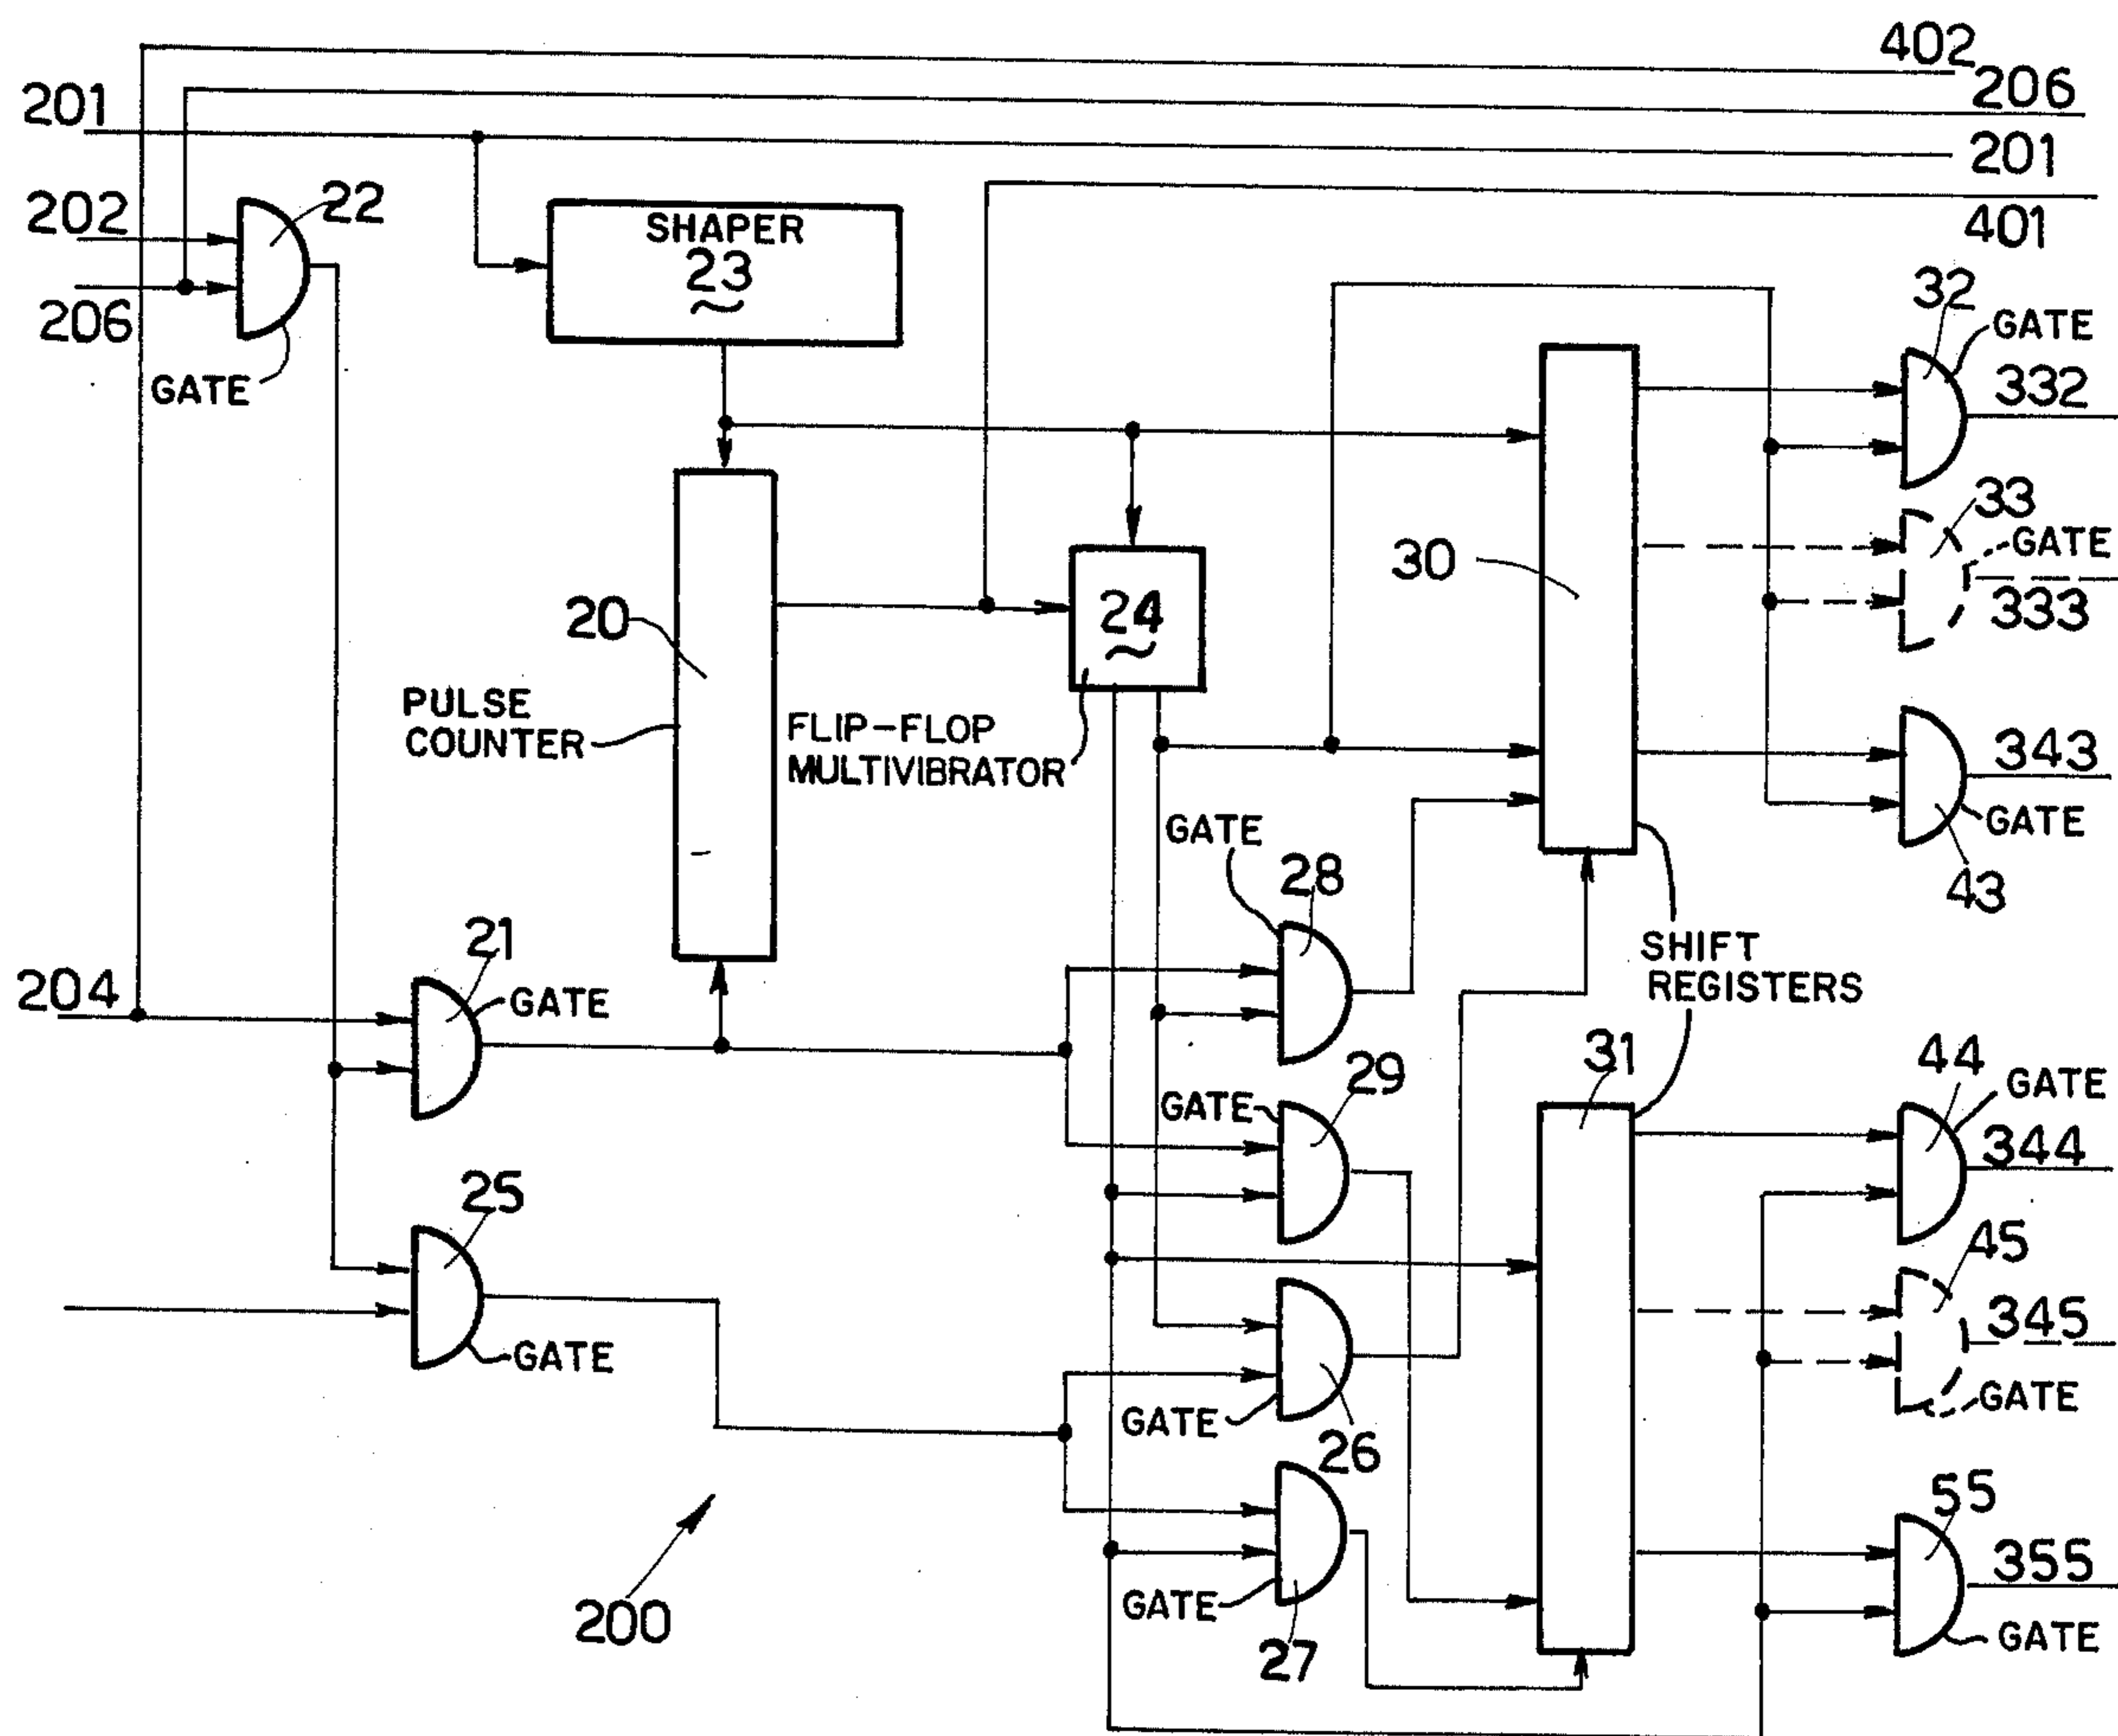 402
206
201
201
401
202
22
206
GATE
SHAPER
23
32
GATE
332
33
GATE
333
30
20
24
PULSE
COUNTER
FLIP-FLOP
MULTIVIBRATOR
343
GATE
43
GATE
28
SHIFT
REGISTERS
204
21
GATE
29
GATE
31
44
GATE
344
25
GATE
45
345
GATE
GATE
26
55
355
GATE
GATE
27
200